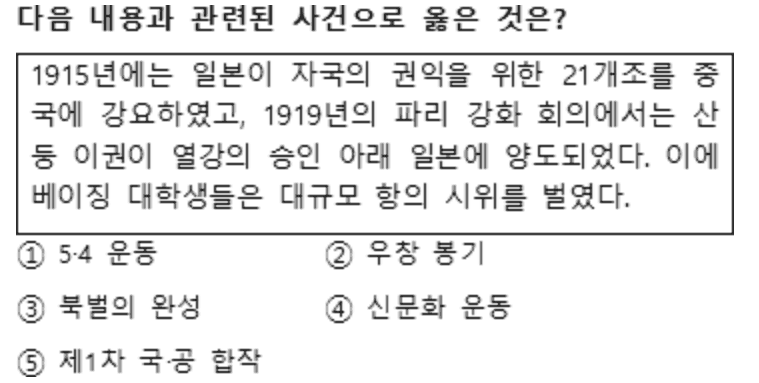 다음 내용과 관련된 사건으로 옳은 것은?
1915년에는 일본이 자국의 권익을 위한 21개조를 중
국에 강요하였고, 1919년의 파리 강화 회의에서는 산
둥 이권이 열강의 승인 아래 일본에 양도되었다. 이에
베이징 대학생들은 대규모 항의 시위를 벌였다.
① 5·4 운동 ② 우창 봉기
③ 북벌의 완성 ④ 신문화 운동
⑤ 제1차 국·공 합작